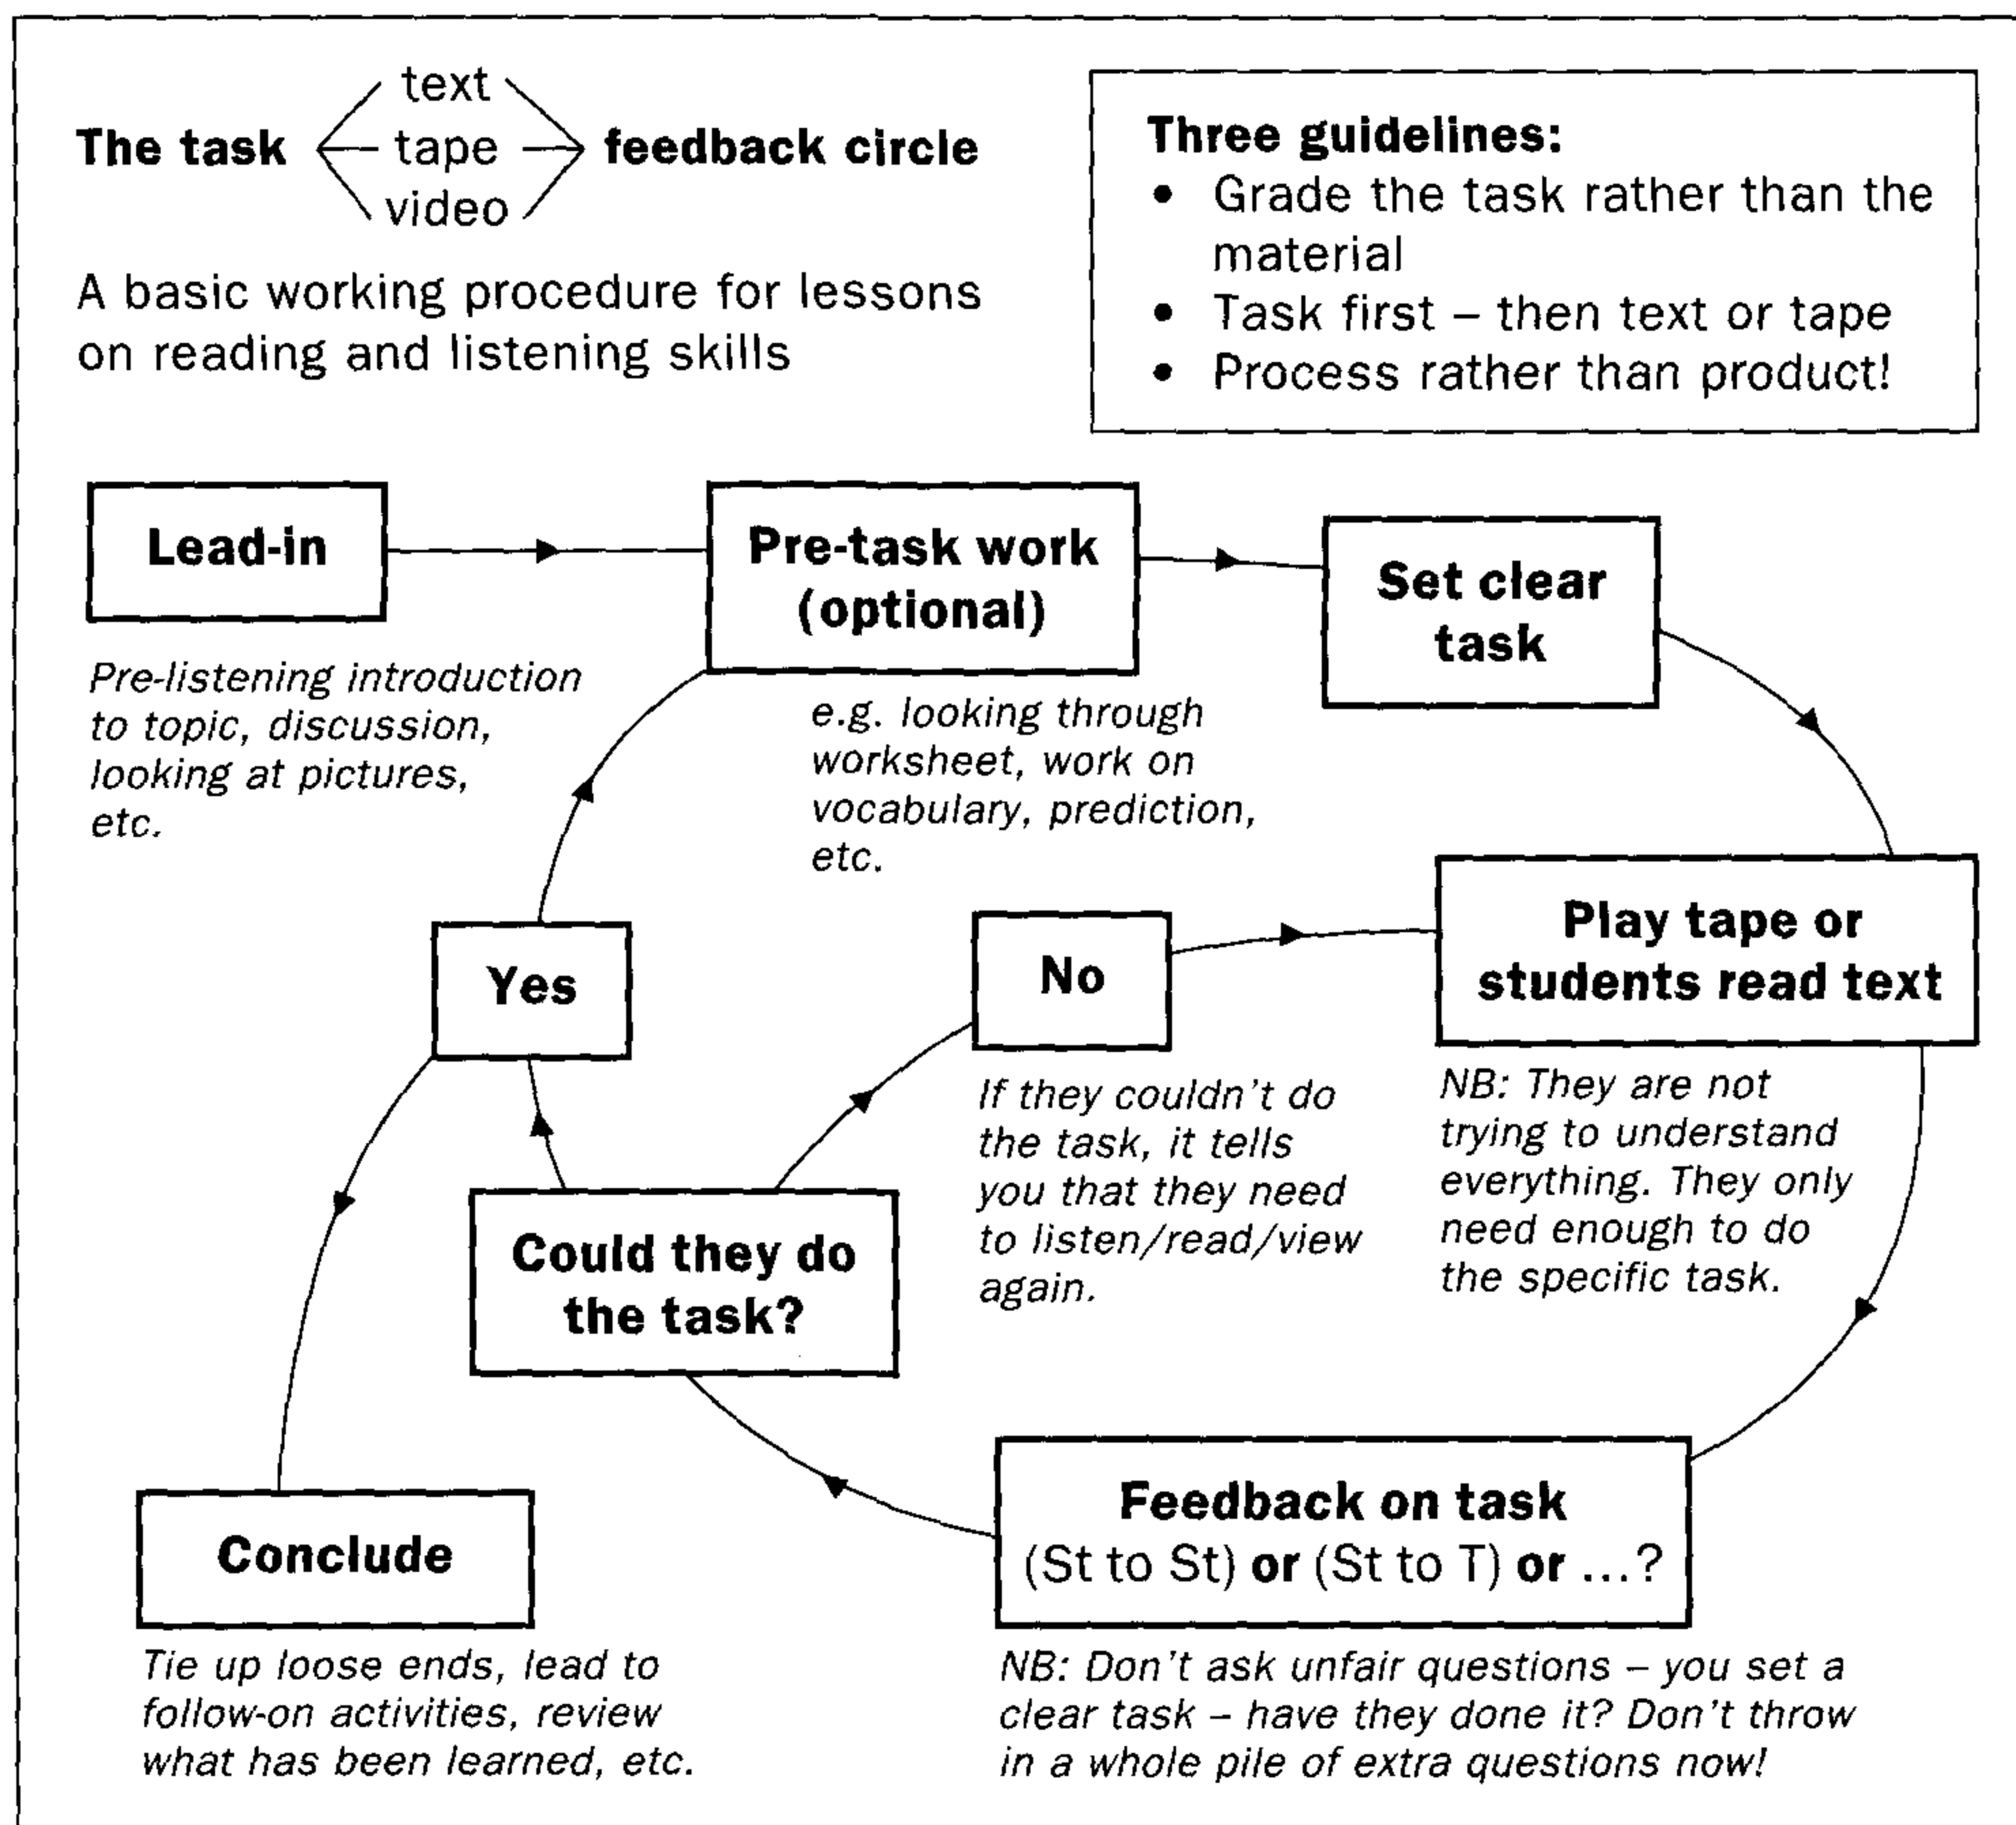 text
The task tape feedback circle
video
A basic working procedure for lessons
on reading and listening skills
Three guidelines:
• Grade the task rather than the
material
• Task first – then text or tape
• Process rather than product!
Lead-in
Pre-listening introduction
to topic, discussion,
looking at pictures,
etc.
Pre-task work
(optional)
e.g. looking through
worksheet, work on
vocabulary, prediction,
etc.
Set clear
task
Play tape or
students read text
NB: They are not
trying to understand
everything. They only
need enough to do
the specific task.
Feedback on task
(St to St) or (St to T) or ...?
NB: Don't ask unfair questions – you set a
clear task – have they done it? Don't throw
in a whole pile of extra questions now!
Could they do
the task?
No
If they couldn't do
the task, it tells
you that they need
to listen/read/view
again.
Yes
Conclude
Tie up loose ends, lead to
follow-on activities, review
what has been learned, etc.